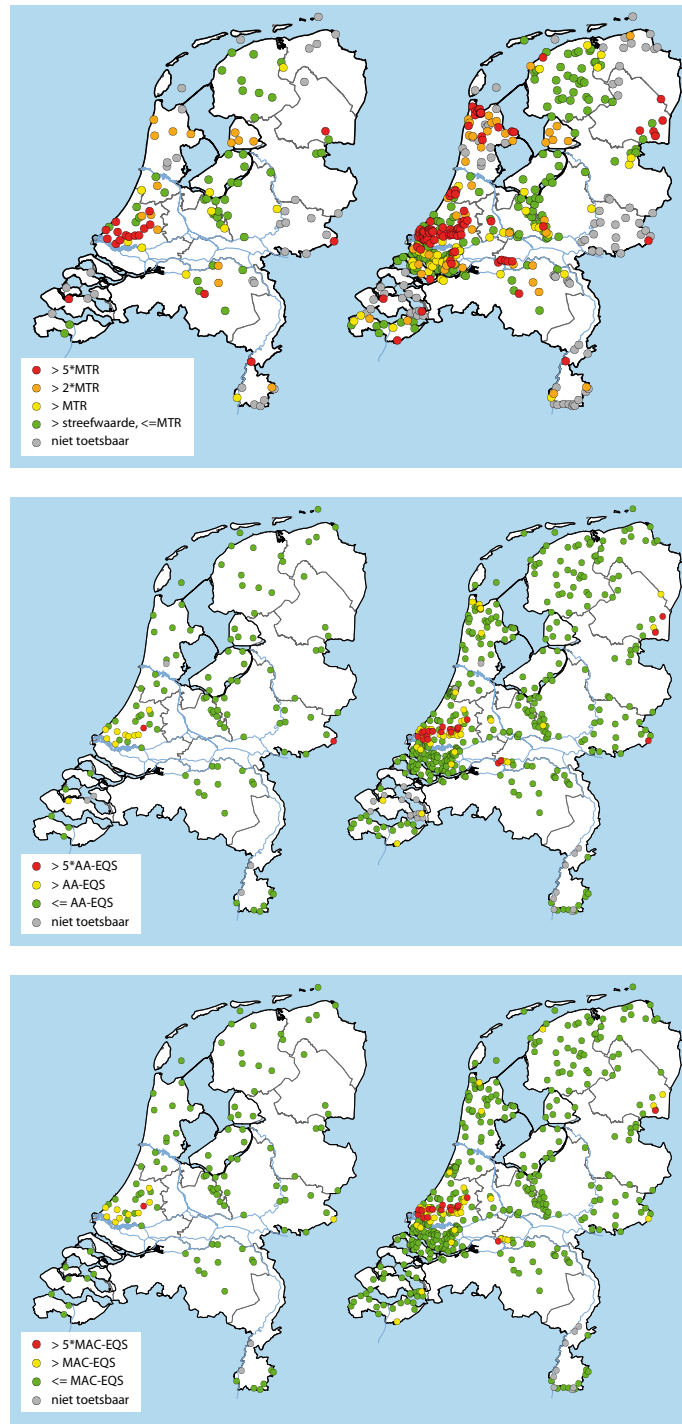 > 5*MTR
> 2*MTR
> MTR
> streefwaarde, <=MTR
niet toetsbaar
> 5*AA-EQS
> AA-EQS
<= AA-EQS
niet toetsbaar
> 5*MAC-EQS
> MAC-EQS
<= MAC-EQS
niet toetsbaar